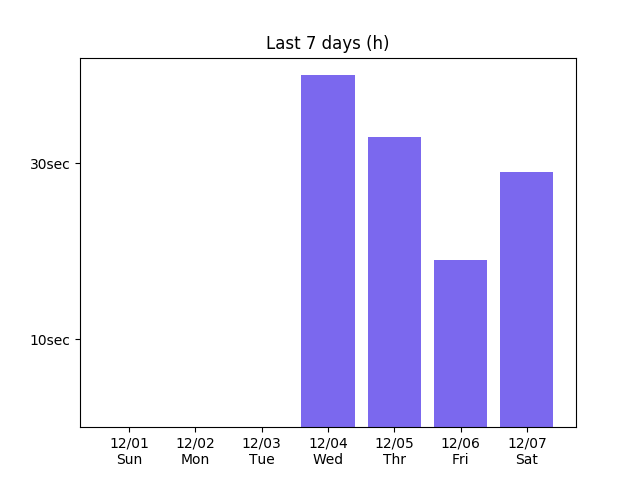 Last 7 days (h)
30sec
10sec
12/01 12/02 12/03 12/04 12/05 12/06 12/07
Sun Mon Tue Wed Thr Fri Sat